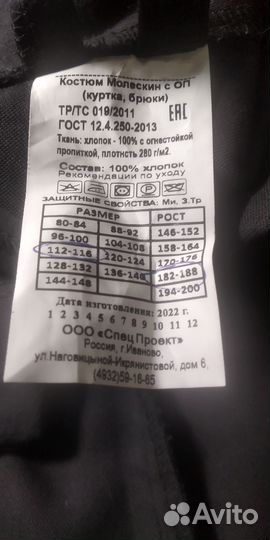 Костюм Молескин с ОП
(куртка, брюки)
ТР/ТС 019/2011
ЕАС
ГОСТ 12.4.250-2013
Ткань: хлопок - 100% с огнестойкой
пропиткой, плотнсть 280 г/м2.
Состав: 100% хлопок
Рекомендации по уходу
Защитные свойства: Ми, З,Тр
РАЗМЕР РОСТ
80-84 88-92 146-152
96-100 104-108 158-164
112-116 120-124 170-176
128-132 136-140 182-188
144-148 194-200
Дата изготовления: 2022 г.
1 2 3 4 5 6 7 8 9 10 11 12
ООО «Спец Проект»
Россия, г.Иваново,
ул.Наговицыной-Икрянистовой, дом 6,
(4932)59-16-65
Avito